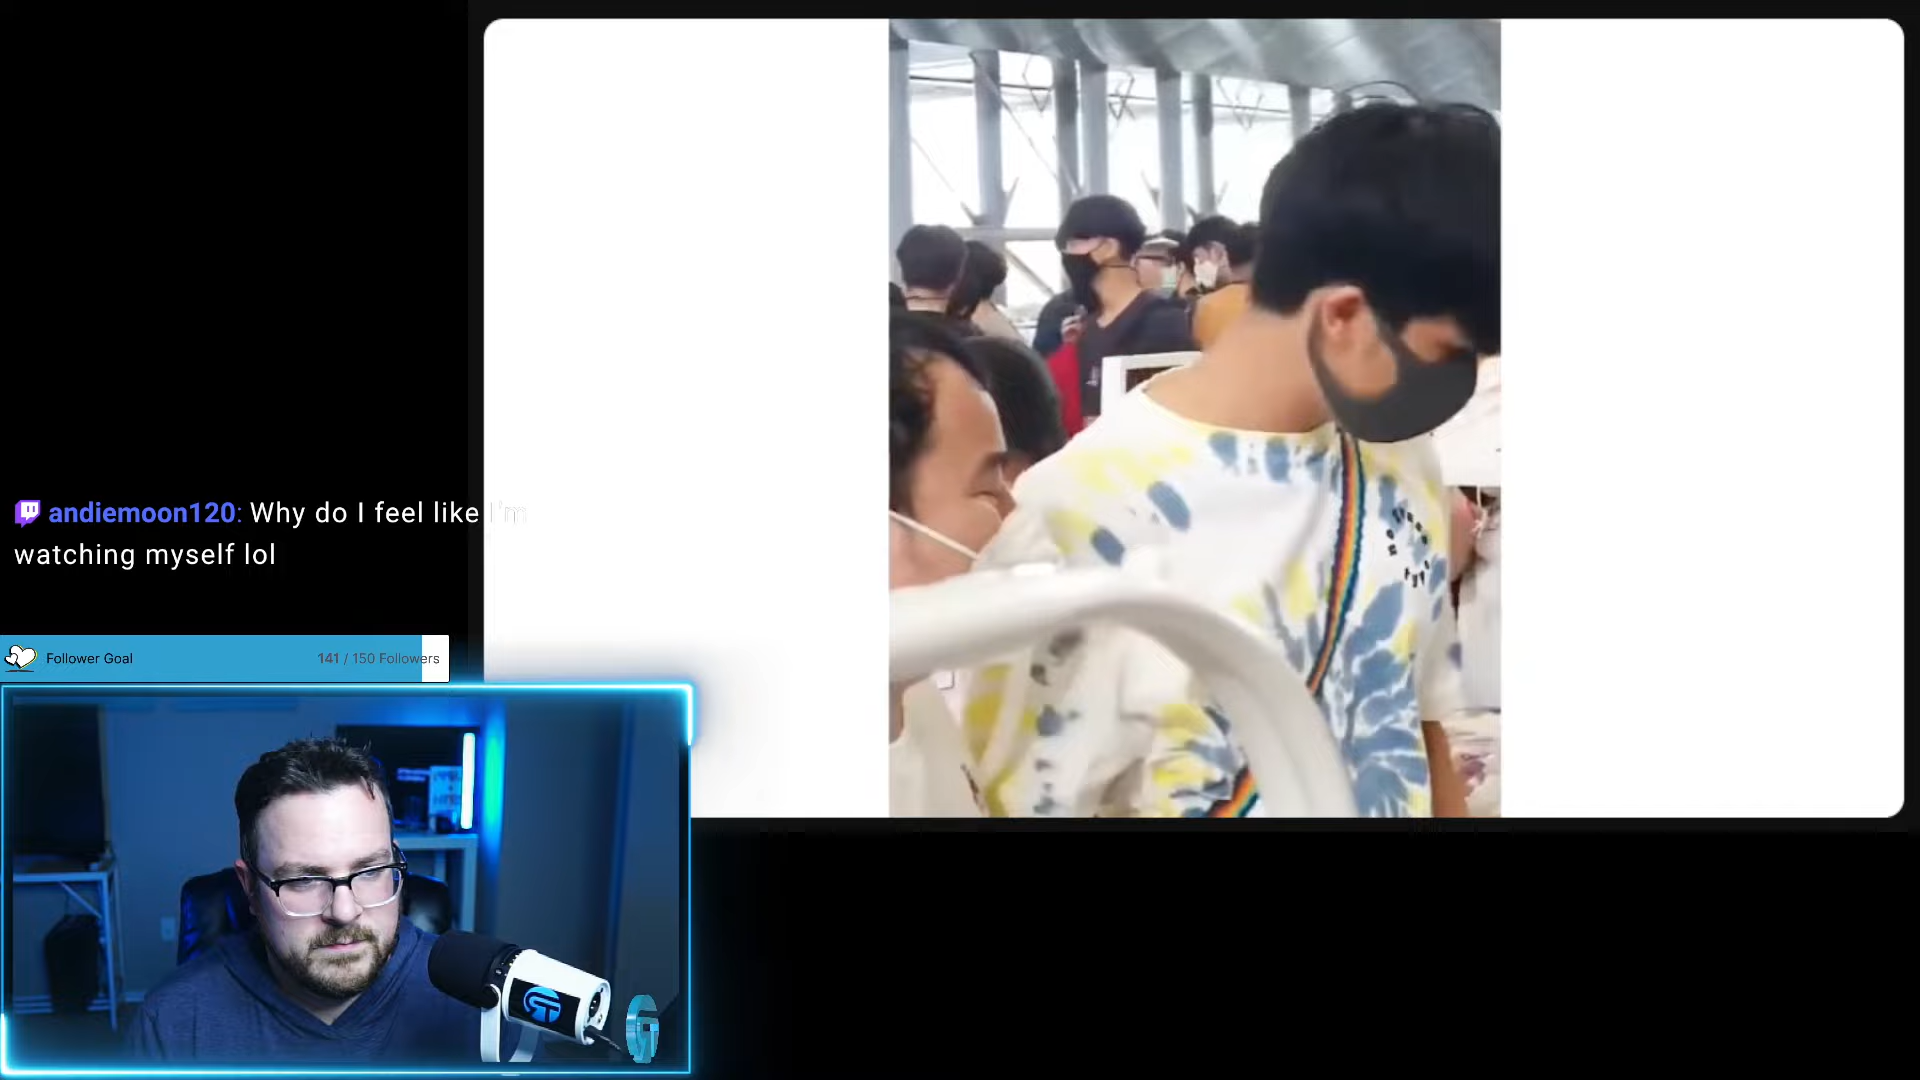 andiemoon120: Why do I feel like I'm
watching myself lol
Follower Goal
141 / 150 Followers